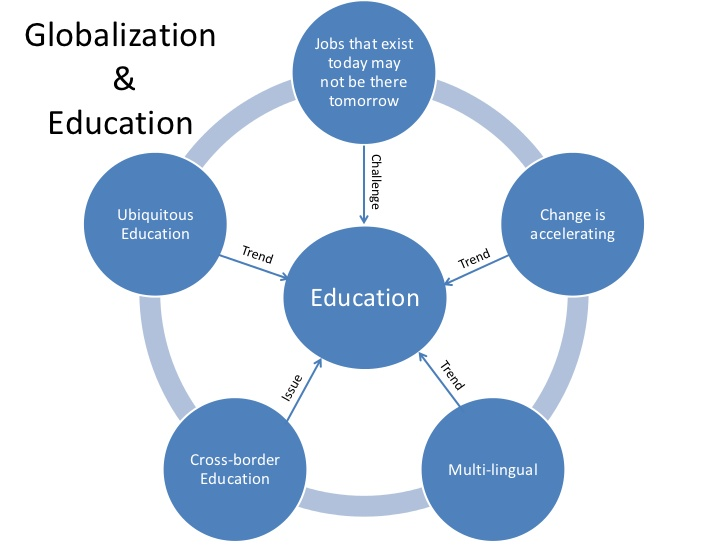 Globalization
&
Education
Jobs that exist
today may
not be there
tomorrow
Challenge
Ubiquitous
Education
Trend
Change is
accelerating
Trend
Education
Issue
Trend
Cross-border
Education
Multi-lingual